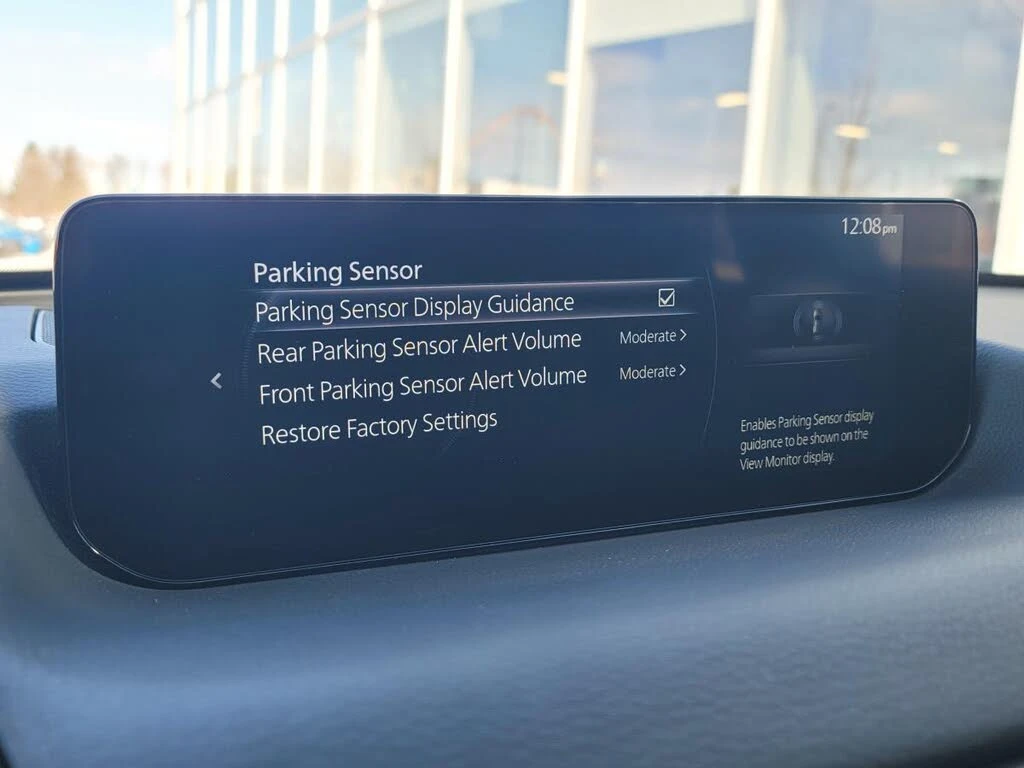 12:08pm
Parking Sensor
Parking Sensor Display Guidance
Rear Parking Sensor Alert Volume Moderate
Front Parking Sensor Alert Volume Moderate
Restore Factory Settings
Enables Parking Sensor display
guidance to be shown on the
View Monitor display.